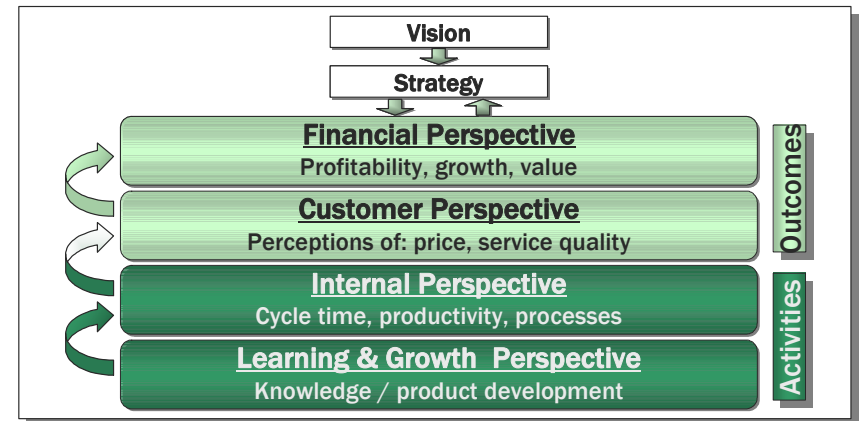 Vision
Strategy
Financial Perspective
Profitability, growth, value
Customer Perspective
Perceptions of: price, service quality
Outcomes
Internal Perspective
Cycle time, productivity, processes
Learning & Growth Perspective
Knowledge / product development
Activities